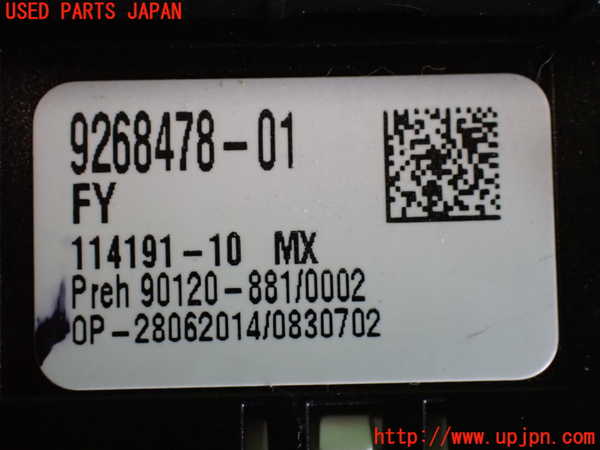 USED PARTS JAPAN
9268478-01
FY
114191-10 MX
Preh 90120-881/0002
OP-28062014/0830702
http://www.upjpn.com